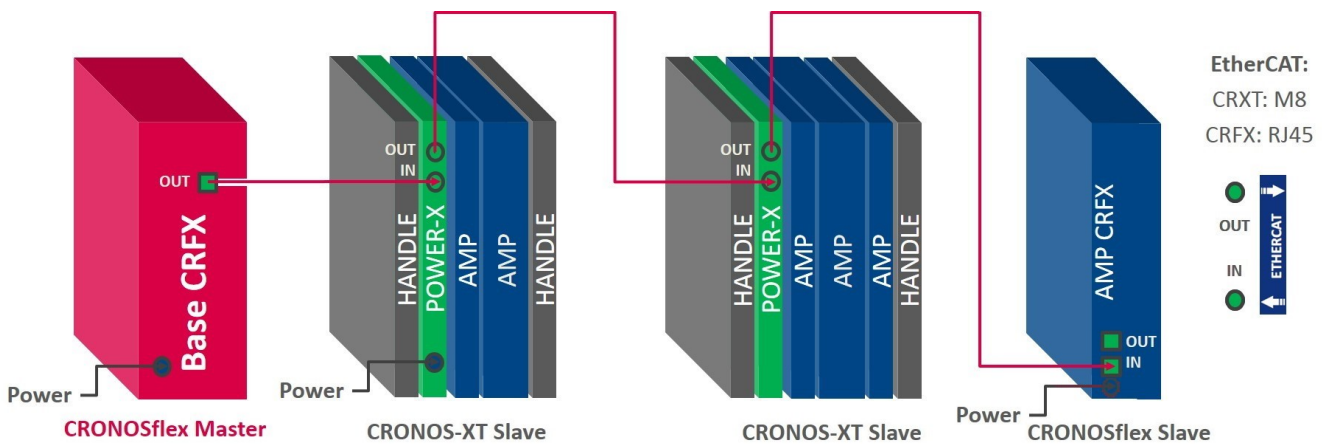 OUT
Base CRFX
Power
CRONOSflex Master
OUT
IN
HANDLE
POWER-X
AMP
AMP
HANDLE
Power
CRONOS-XT Slave
OUT
IN
HANDLE
POWER-X
AMP
AMP
AMP
HANDLE
CRONOS-XT Slave
AMP CRFX
OUT
IN
Power
CRONOSflex Slave
EtherCAT:
CRXT: M8
CRFX: RJ45
OUT
IN
ETHERCAT